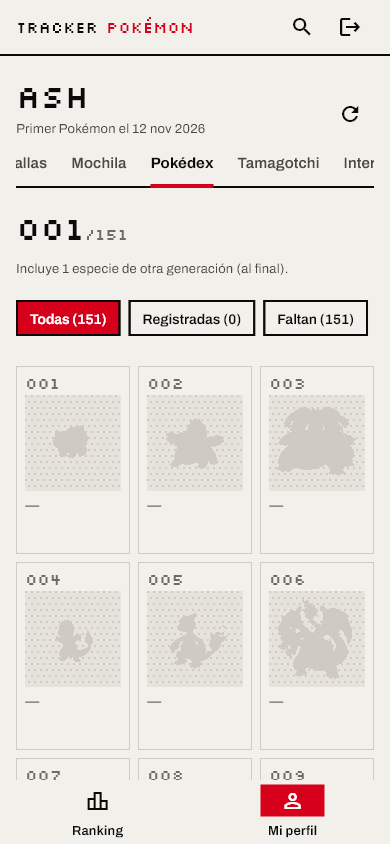 TRACKER POKÉMON
ASH
Primer Pokémon el 12 nov 2026
allas Mochila Pokédex Tamagotchi Inter
001/151
Incluye 1 especie de otra generación (al final).
Todas (151) Registradas (0) Faltan (151)
001 002 003
— — —
004 005 006
— — —
007 008 009
Ranking Mi perfil